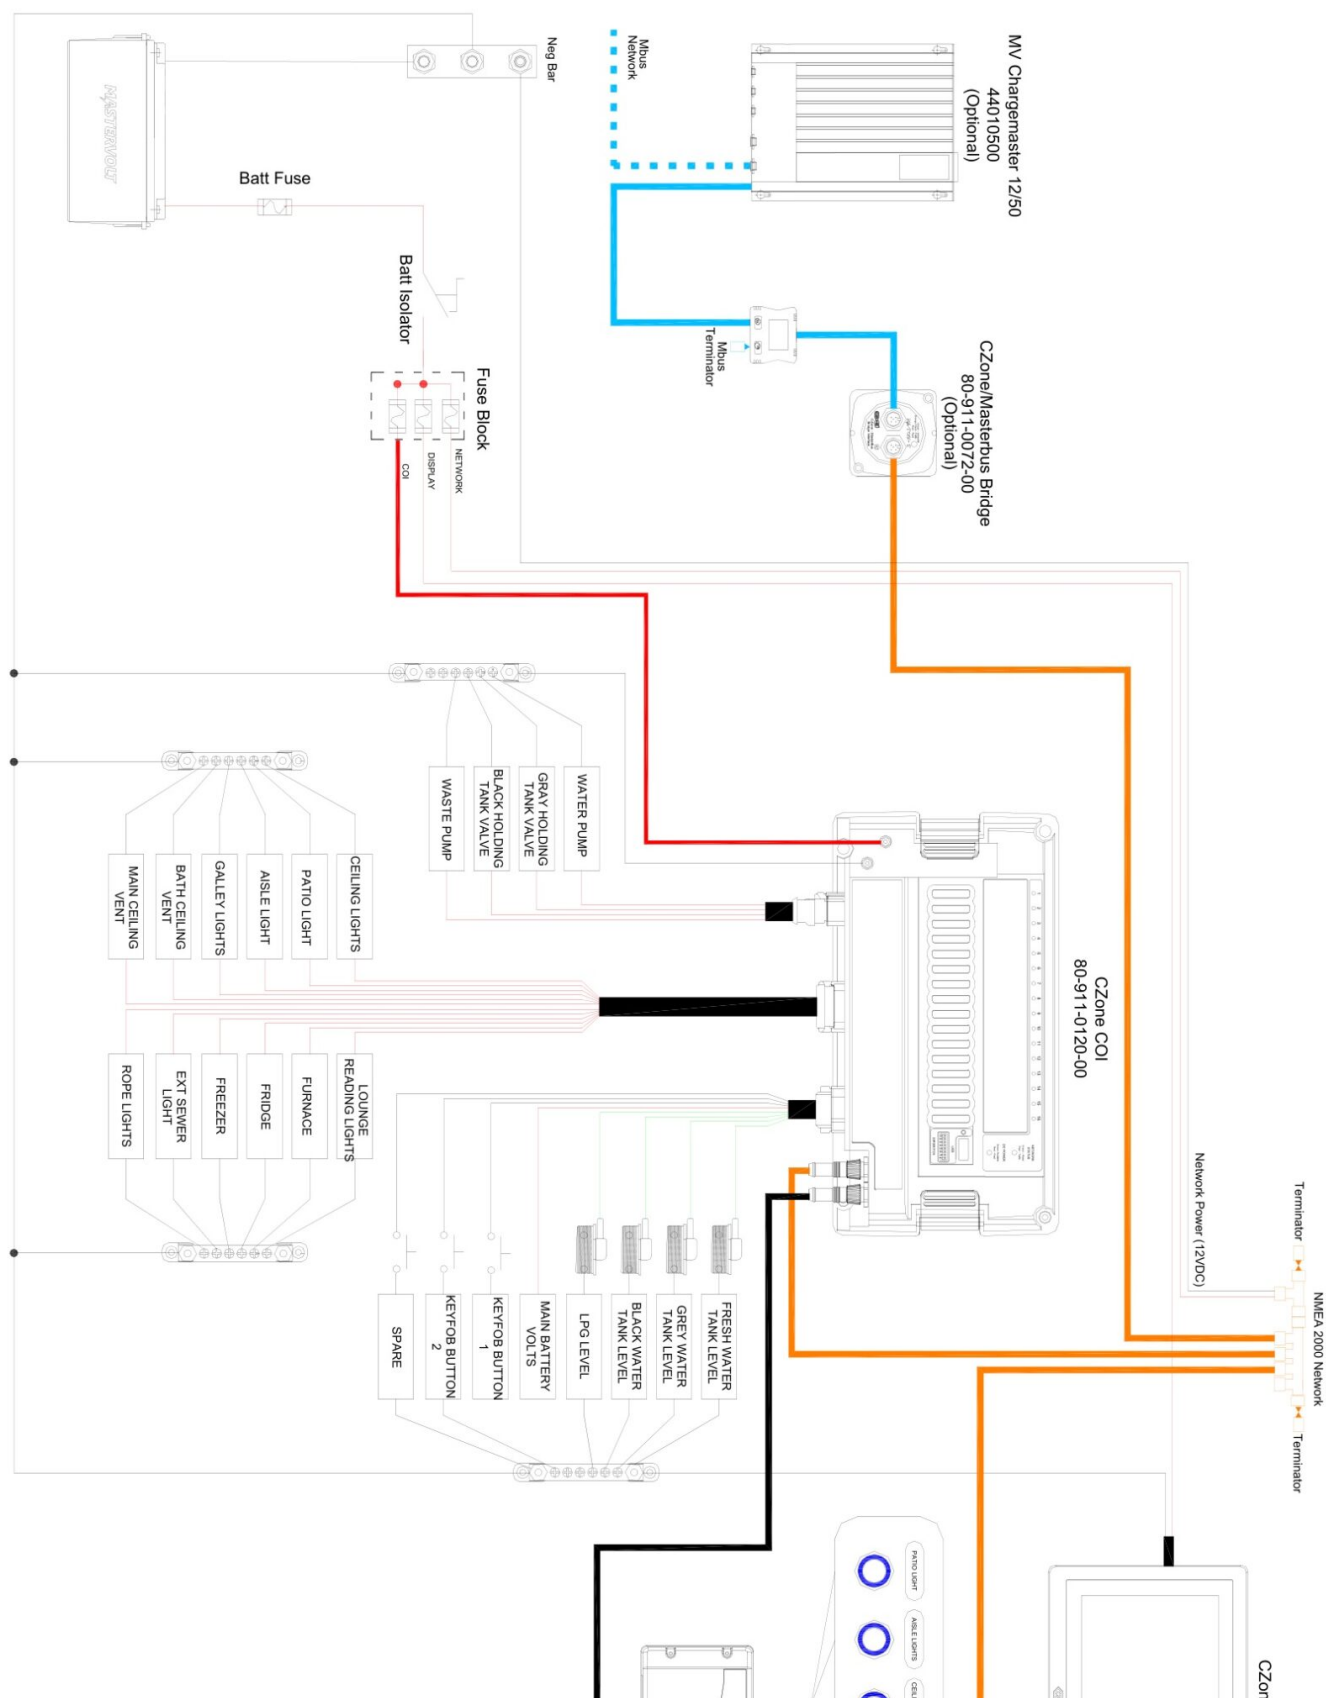 MV Chargemaster 12/50
44010500
(Optional)
Mbus
Network
Neg Bar
MASTERVOLT
Batt Fuse
Batt Isolator
Fuse Block
NETWORK
DISPLAY
COI
Mbus
Terminator
CZone/Masterbus Bridge
80-911-0072-00
(Optional)
WATER PUMP
GRAY HOLDING
TANK VALVE
BLACK HOLDING
TANK VALVE
WASTE PUMP
CEILING LIGHTS
PATIO LIGHT
AISLE LIGHT
GALLEY LIGHTS
BATH CEILING
VENT
MAIN CEILING
VENT
LOUNGE
READING LIGHTS
FURNACE
FRIDGE
FREEZER
EXT SEWER
LIGHT
ROPE LIGHTS
CZone COI
80-911-0120-00
Network Power (12VDC)
Terminator
NMEA 2000 Network
Terminator
FRESH WATER
TANK LEVEL
GREY WATER
TANK LEVEL
BLACK WATER
TANK LEVEL
LPG LEVEL
MAIN BATTERY
VOLTS
KEYFOB BUTTON
1
KEYFOB BUTTON
2
SPARE
PATIO LIGHT
AISLE LIGHTS
CEIL
CZon